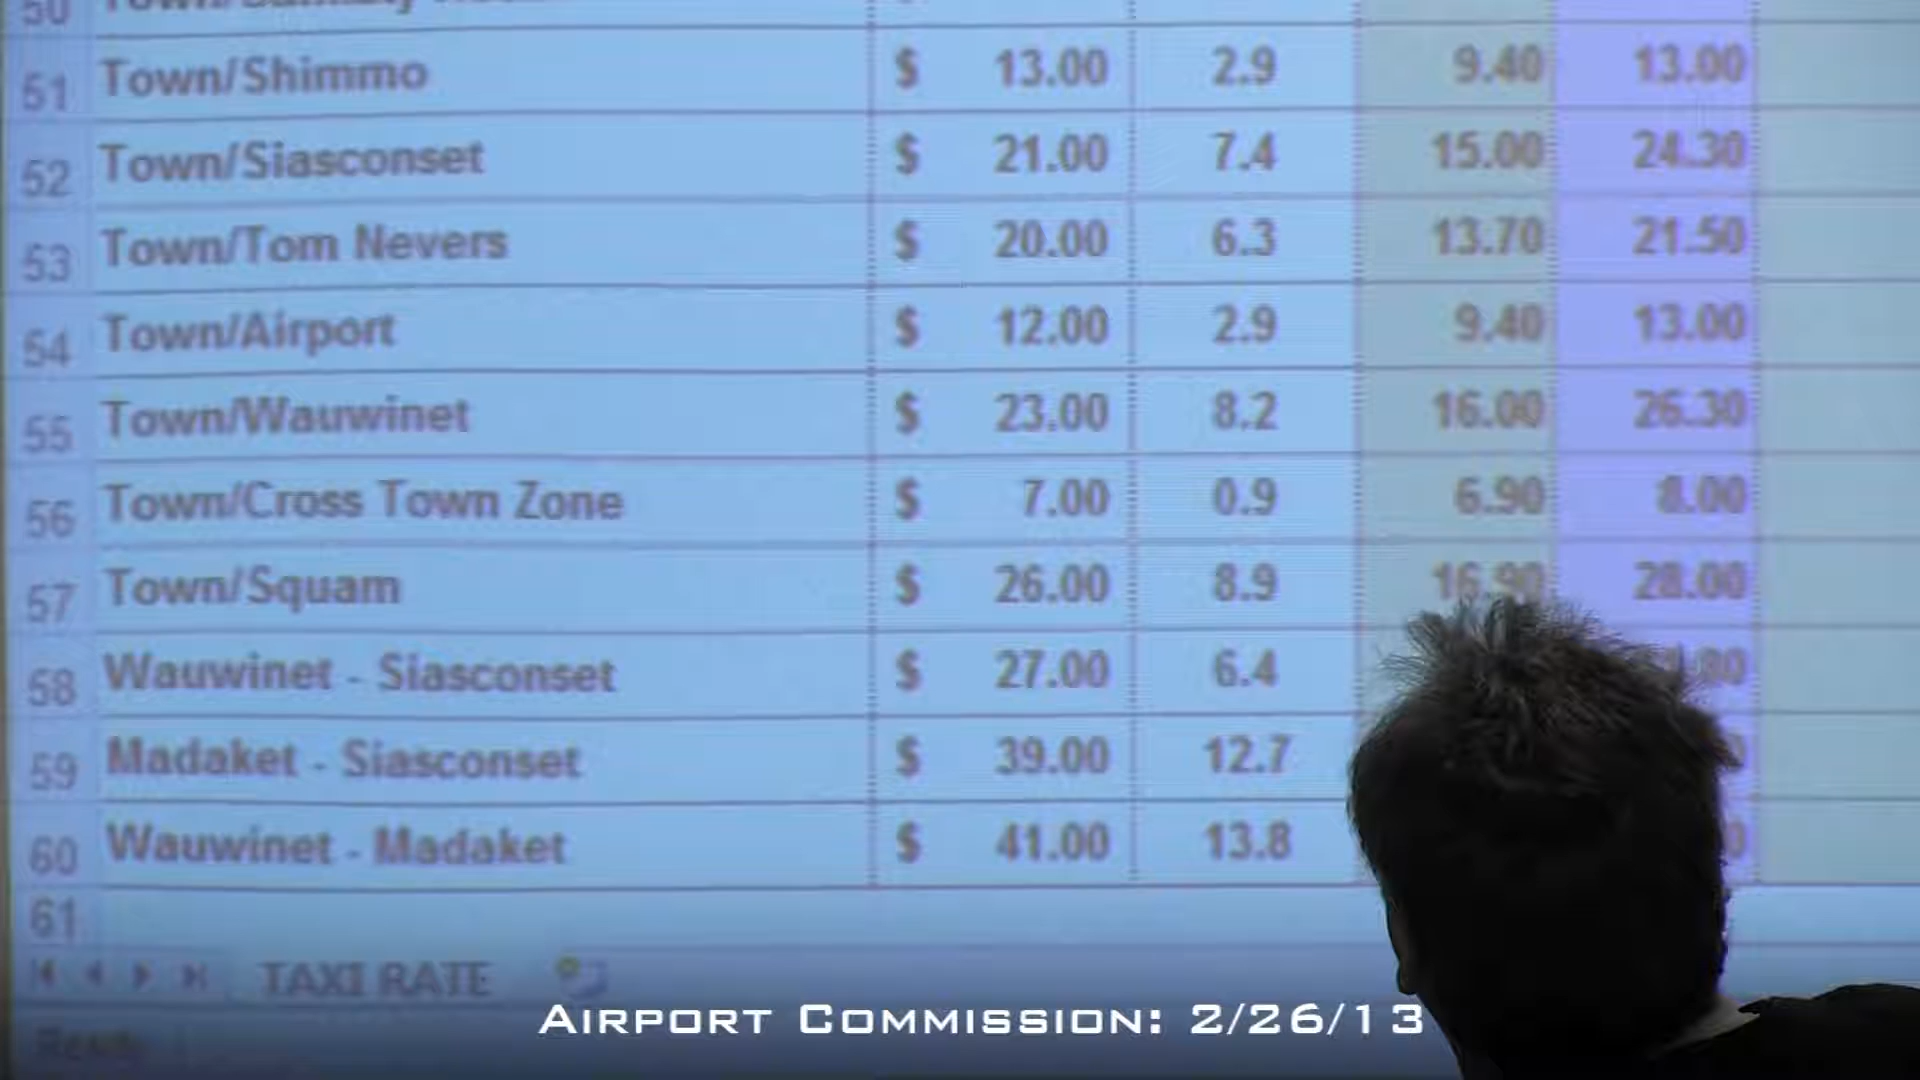 50 Town/
51 Town/Shimmo $ 13.00 2.9 9.40 13.00
52 Town/Siasconset $ 21.00 7.4 15.00 24.30
53 Town/Tom Nevers $ 20.00 6.3 13.70 21.50
54 Town/Airport $ 12.00 2.9 9.40 13.00
55 Town/Wauwinet $ 23.00 8.2 16.00 26.30
56 Town/Cross Town Zone $ 7.00 0.9 6.90 8.00
57 Town/Squam $ 26.00 8.9 16.90 28.00
58 Wauwinet - Siasconset $ 27.00 6.4
59 Madaket - Siasconset $ 39.00 12.7
60 Wauwinet - Madaket $ 41.00 13.8
61
TAXI RATE
Ready
AIRPORT COMMISSION: 2/26/13